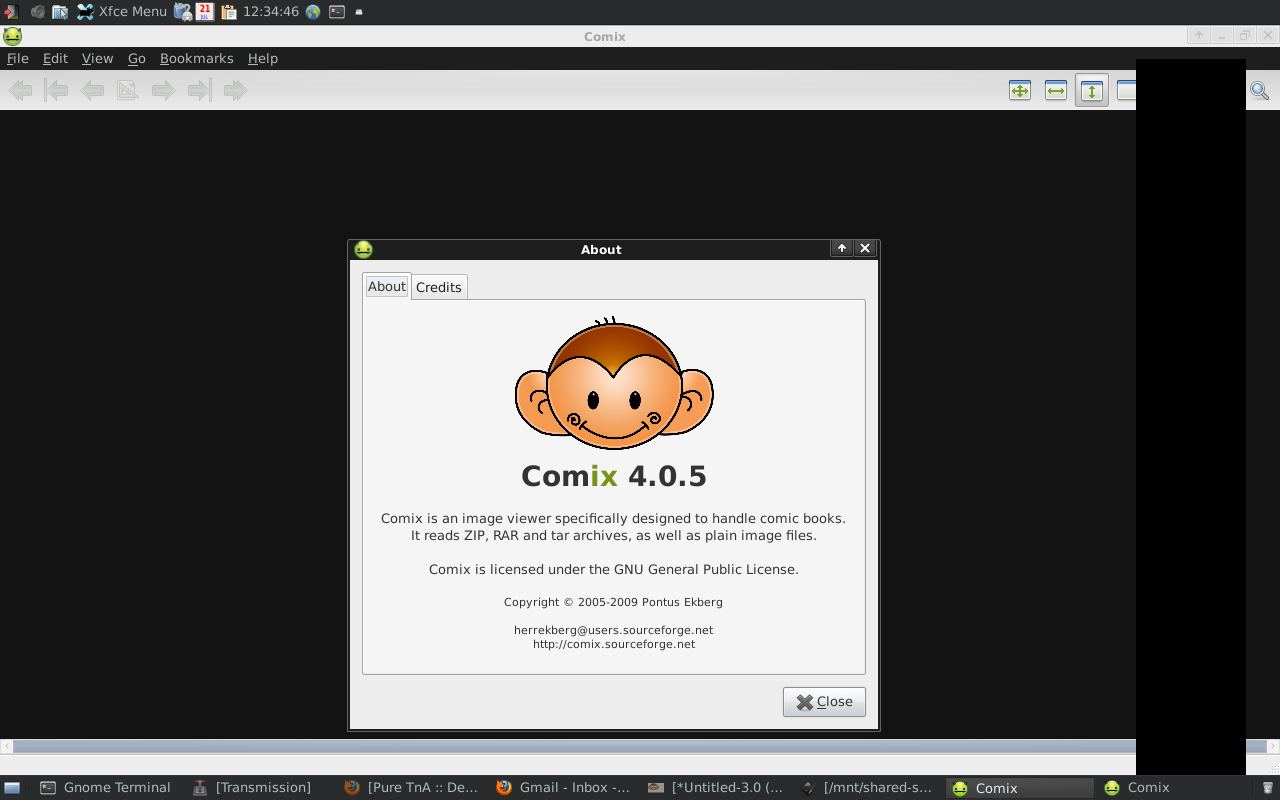 Xfce Menu 21 JUL 12:34:46
Comix
File Edit View Go Bookmarks Help
About
About Credits
Comix 4.0.5
Comix is an image viewer specifically designed to handle comic books.
It reads ZIP, RAR and tar archives, as well as plain image files.
Comix is licensed under the GNU General Public License.
Copyright © 2005-2009 Pontus Ekberg
herrekberg@users.sourceforge.net
http://comix.sourceforge.net
Close
Gnome Terminal [Transmission] [Pure TnA :: De... Gmail - Inbox -... [*Untitled-3.0 (... [/mnt/shared-s... Comix Comix